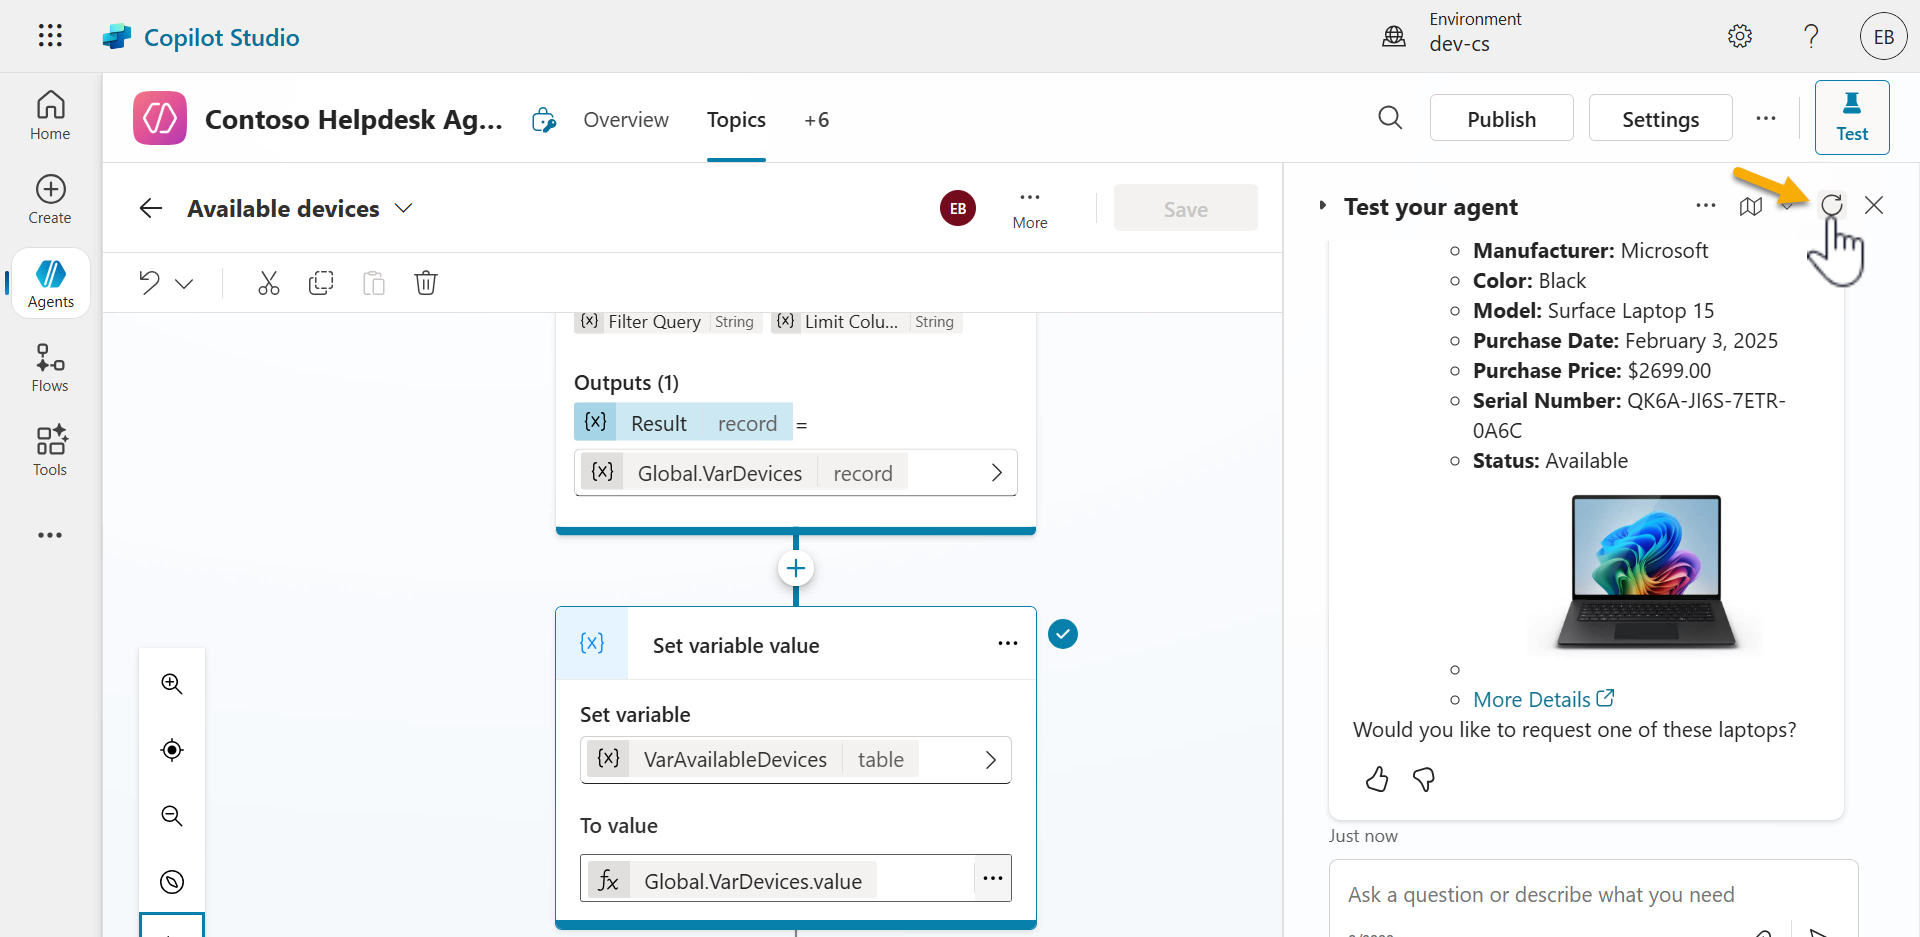 Copilot Studio
Environment
dev-cs
EB
Home
Create
Agents
Flows
Tools
Contoso Helpdesk Ag...
Overview
Topics
+6
Publish
Settings
Test
Available devices
EB
More
Save
{x} Filter Query String {x} Limit Colu... String
Outputs (1)
{x} Result record =
{x} Global.VarDevices record
{x} Set variable value
Set variable
{x} VarAvailableDevices table
To value
fx Global.VarDevices.value
Test your agent
Manufacturer: Microsoft
Color: Black
Model: Surface Laptop 15
Purchase Date: February 3, 2025
Purchase Price: $2699.00
Serial Number: QK6A-JI6S-7ETR-
0A6C
Status: Available
More Details
Would you like to request one of these laptops?
Just now
Ask a question or describe what you need